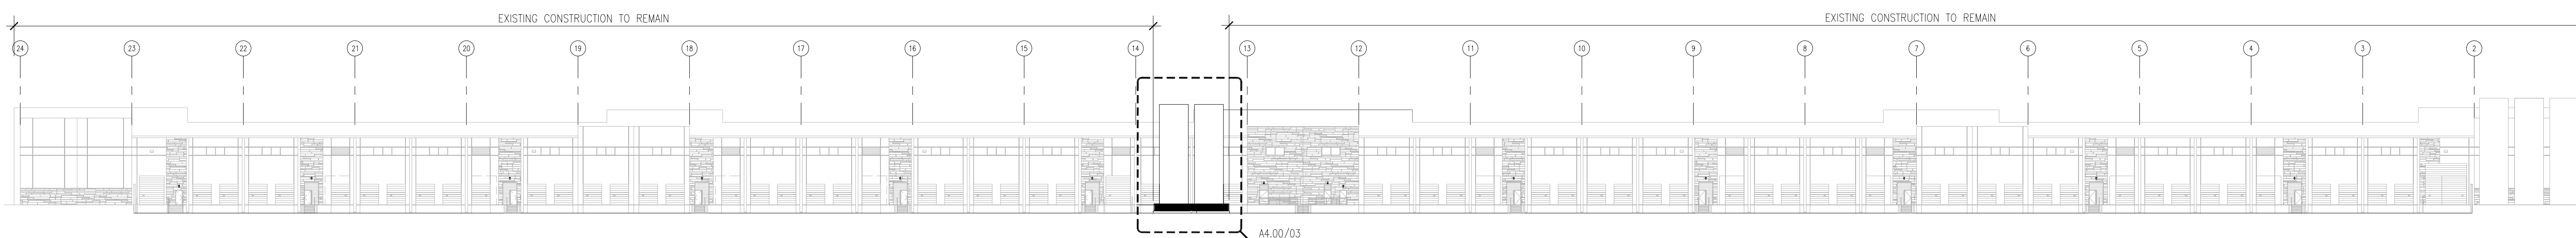 EXISTING CONSTRUCTION TO REMAIN EXISTING CONSTRUCTION TO REMAIN
24 23 22 21 20 19 18 17 16 15 14 13 12 11 10 9 8 7 6 5 4 3 2
A4.00/03